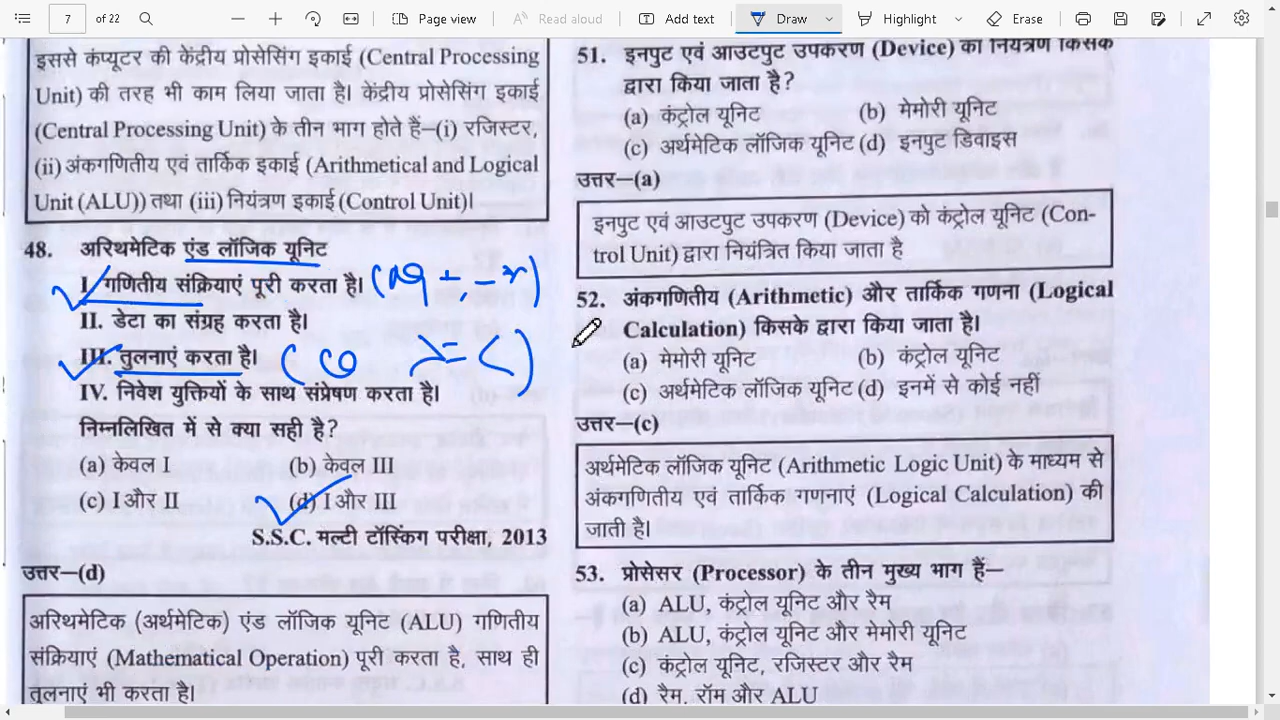 7 of 22
Page view
Read aloud
Add text
Draw
Highlight
Erase
इससे कंप्यूटर की केंद्रीय प्रोसेसिंग इकाई (Central Processing
Unit) की तरह भी काम लिया जाता है। केंद्रीय प्रोसेसिंग इकाई
(Central Processing Unit) के तीन भाग होते हैं–(i) रजिस्टर,
(ii) अंकगणितीय एवं तार्किक इकाई (Arithmetical and Logical
Unit (ALU)) तथा (iii) नियंत्रण इकाई (Control Unit)।
48. अरिथमेटिक एंड लॉजिक यूनिट
I. गणितीय संक्रियाएं पूरी करता है।
II. डेटा का संग्रह करता है।
III. तुलनाएं करता है।
IV. निवेश युक्तियों के साथ संप्रेषण करता है।
निम्नलिखित में से क्या सही है?
(a) केवल I (b) केवल III
(c) I और II (d) I और III
S.S.C. मल्टी टॉस्किंग परीक्षा, 2013
उत्तर–(d)
अरिथमेटिक (अर्थमेटिक) एंड लॉजिक यूनिट (ALU) गणितीय
संक्रियाएं (Mathematical Operation) पूरी करता है, साथ ही
तुलनाएं भी करता है।
51. इनपुट एवं आउटपुट उपकरण (Device) का नियंत्रण किसके
द्वारा किया जाता है?
(a) कंट्रोल यूनिट (b) मेमोरी यूनिट
(c) अर्थमेटिक लॉजिक यूनिट (d) इनपुट डिवाइस
उत्तर–(a)
इनपुट एवं आउटपुट उपकरण (Device) को कंट्रोल यूनिट (Con-
trol Unit) द्वारा नियंत्रित किया जाता है
52. अंकगणितीय (Arithmetic) और तार्किक गणना (Logical
Calculation) किसके द्वारा किया जाता है।
(a) मेमोरी यूनिट (b) कंट्रोल यूनिट
(c) अर्थमेटिक लॉजिक यूनिट (d) इनमें से कोई नहीं
उत्तर–(c)
अर्थमेटिक लॉजिक यूनिट (Arithmetic Logic Unit) के माध्यम से
अंकगणितीय एवं तार्किक गणनाएं (Logical Calculation) की
जाती है।
53. प्रोसेसर (Processor) के तीन मुख्य भाग हैं–
(a) ALU, कंट्रोल यूनिट और रैम
(b) ALU, कंट्रोल यूनिट और मेमोरी यूनिट
(c) कंट्रोल यूनिट, रजिस्टर और रैम
(d) रैम, रॉम और ALU